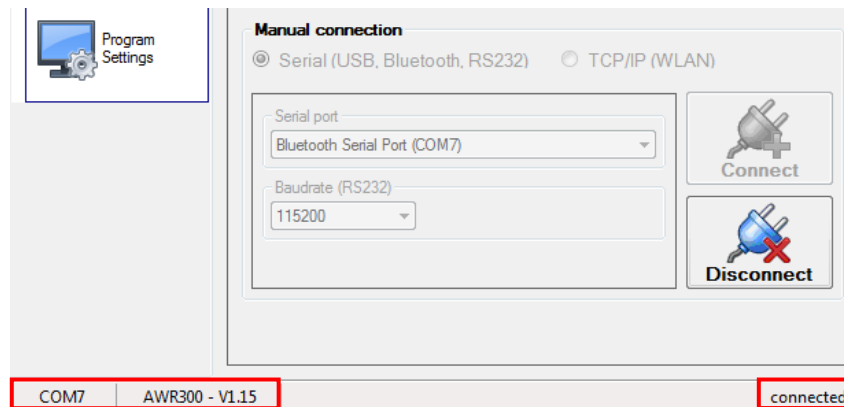 Program
Settings
Manual connection
Serial (USB, Bluetooth, RS232)
TCP/IP (WLAN)
Serial port
Bluetooth Serial Port (COM7)
Connect
Baudrate (RS232)
115200
Disconnect
COM7
AWR300 - V1.15
connected